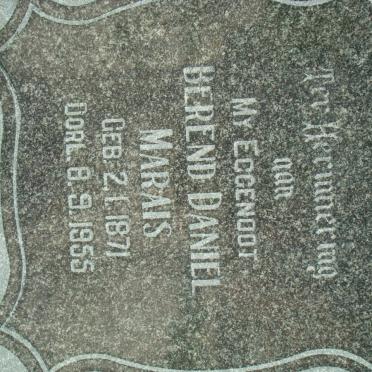 Ter Herinnering
aan
MY EGGENOOT
BEREND DANIEL
MARAIS
GEB. 2.1.1871
OORL. 8.9.1955